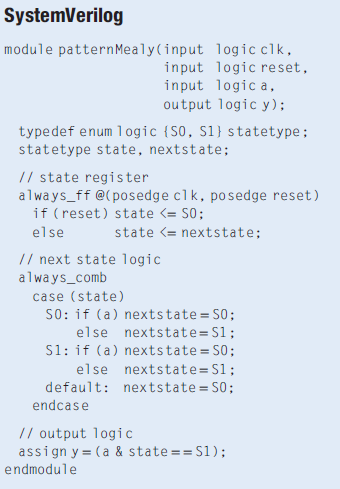 SystemVerilog
module patternMealy(input logic clk,
input logic reset,
input logic a,
output logic y);
typedef enum logic {S0, S1} statetype;
statetype state, nextstate;
// state register
always_ff @(posedge clk, posedge reset)
if (reset) state <= S0;
else state <= nextstate;
// next state logic
always_comb
case (state)
S0: if (a) nextstate = S0;
else nextstate = S1;
S1: if (a) nextstate = S0;
else nextstate = S1;
default: nextstate = S0;
endcase
// output logic
assign y = (a & state == S1);
endmodule